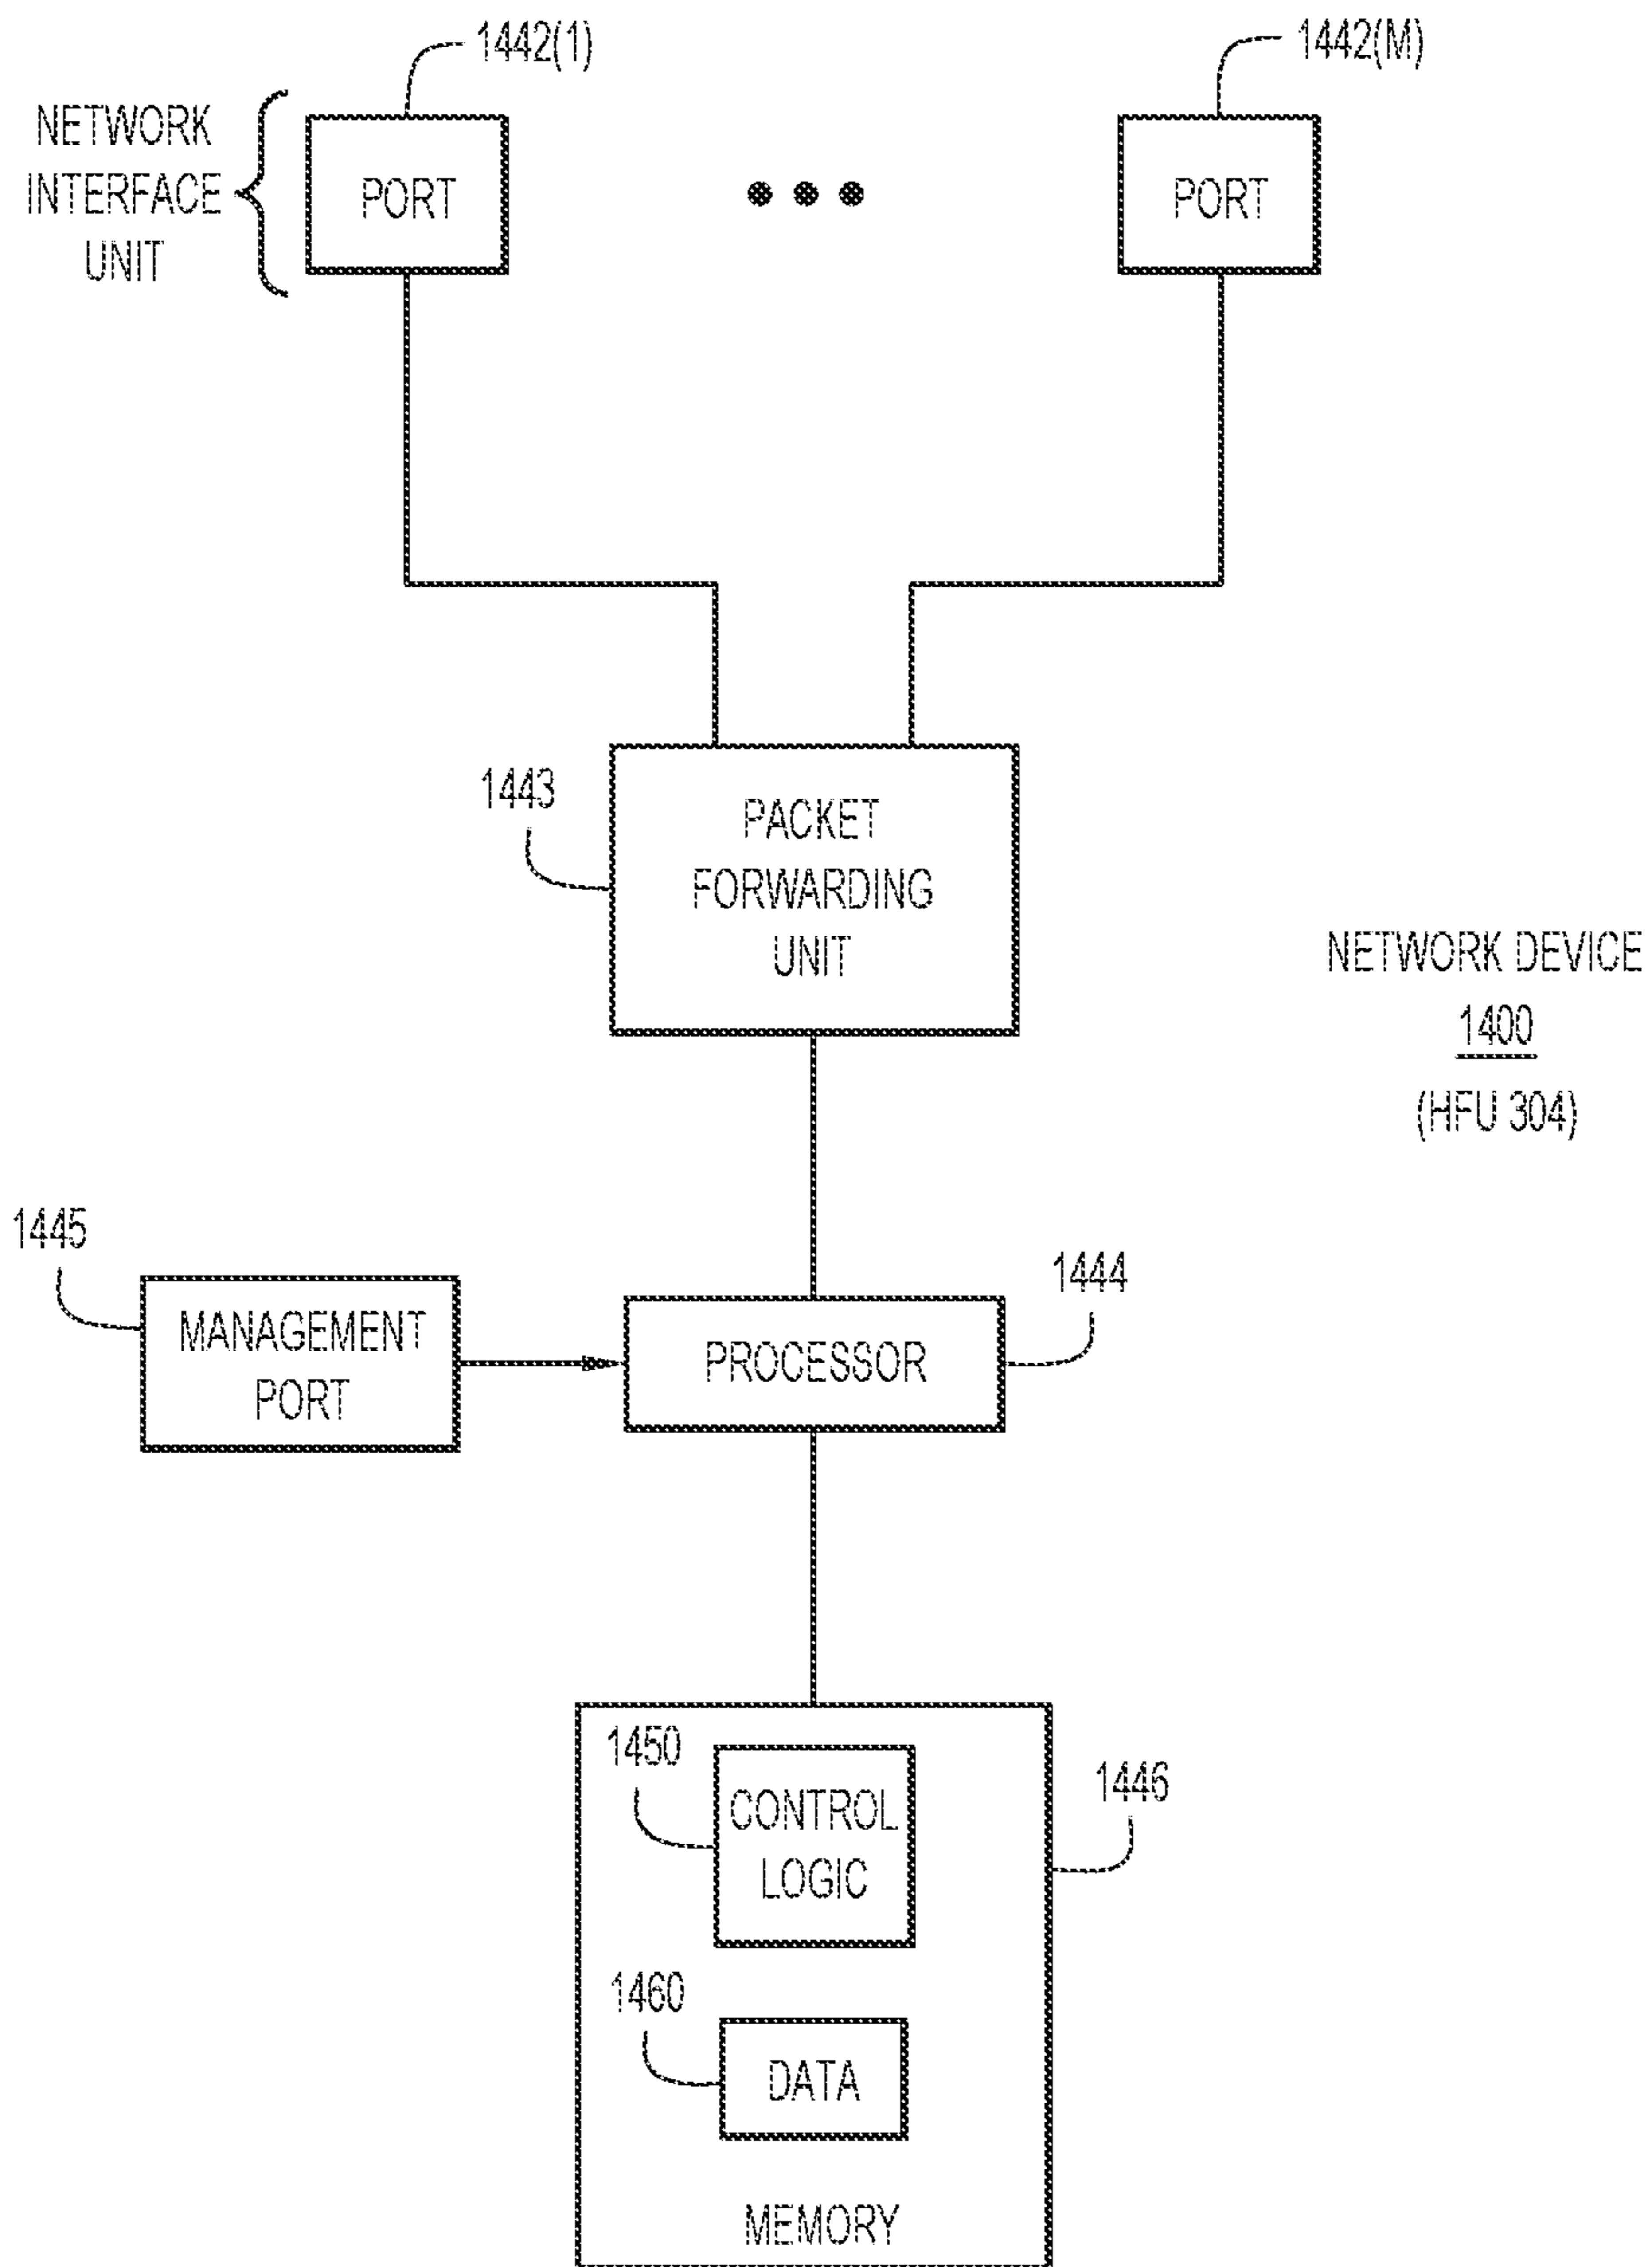 1442(1)
1442(M)
NETWORK
INTERFACE
UNIT
PORT
PORT
1443
PACKET
FORWARDING
UNIT
NETWORK DEVICE
1400
(HFU 304)
1445
MANAGEMENT
PORT
1444
PROCESSOR
1450
CONTROL
LOGIC
1446
1460
DATA
MEMORY